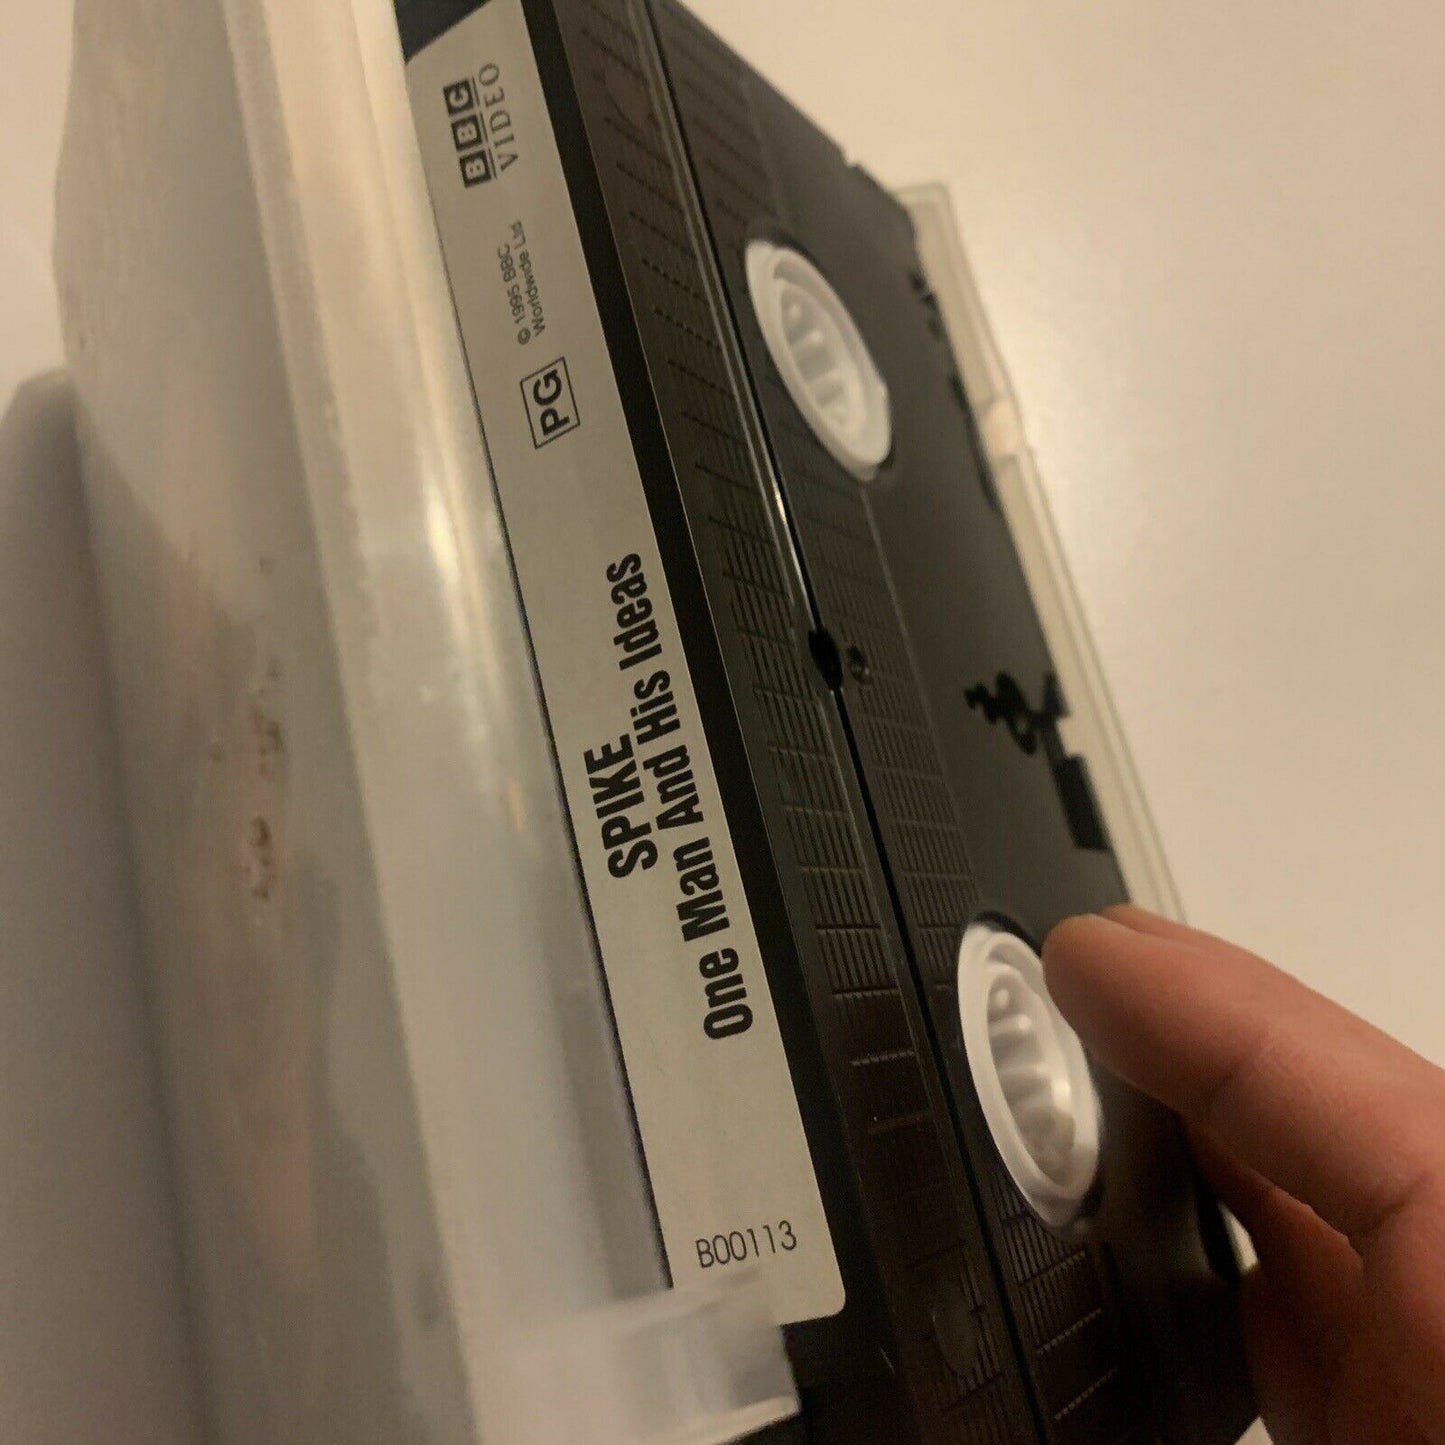 BBC
VIDEO
© 1995 BBC
Worldwide Ltd
PG
SPIKE
One Man And His Ideas
B00113